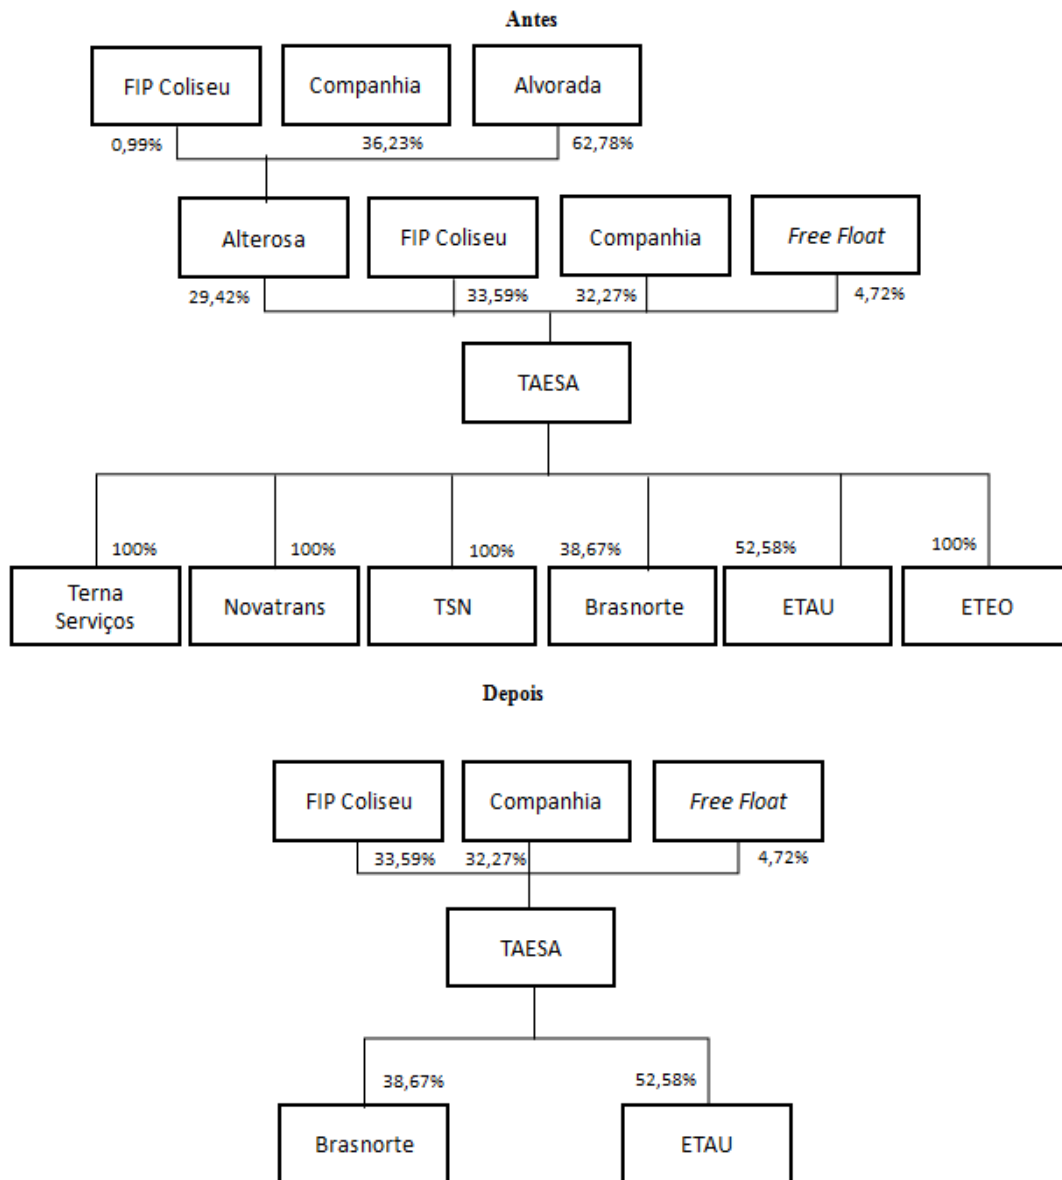 Antes
FIP Coliseu
Companhia
Alvorada
0,99%
36,23%
62,78%
Alterosa
FIP Coliseu
Companhia
Free Float
29,42%
33,59%
32,27%
4,72%
TAESA
100%
100%
100%
38,67%
52,58%
100%
Terna
Serviços
Novatrans
TSN
Brasnorte
ETAU
ETEO
Depois
FIP Coliseu
Companhia
Free Float
33,59%
32,27%
4,72%
TAESA
38,67%
52,58%
Brasnorte
ETAU